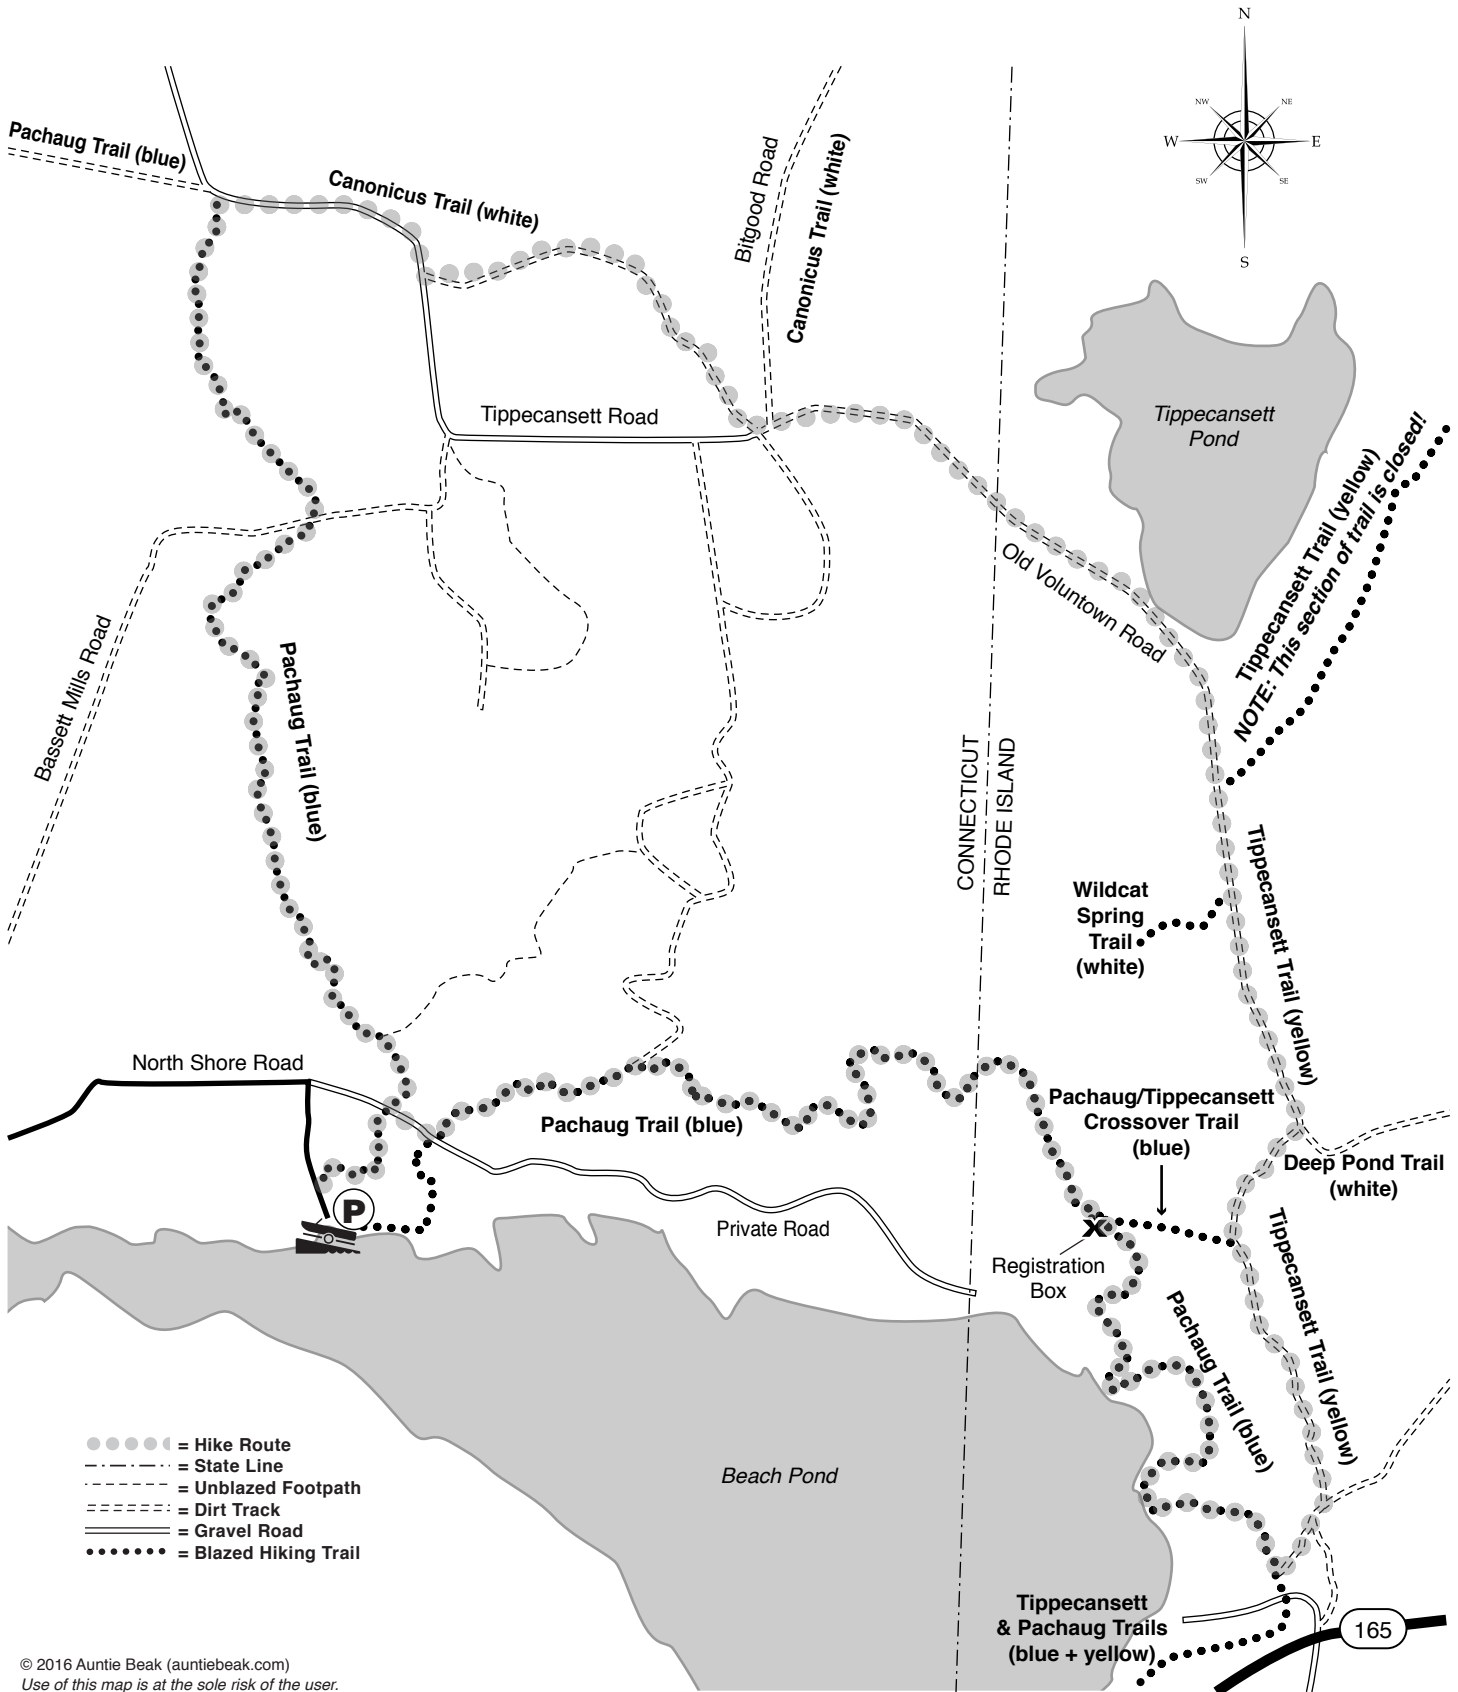 N
NW
NE
W
E
SW
SE
S
Pachaug Trail (blue)
Canonicus Trail (white)
Bitgood Road
Canonicus Trail (white)
Tippecansett Road
Tippecansett
Pond
Tippecansett Trail (yellow)
NOTE: This section of trail is closed!
Old Voluntown Road
Bassett Mills Road
Pachaug Trail (blue)
CONNECTICUT
RHODE ISLAND
Tippecansett Trail (yellow)
Wildcat
Spring
Trail
(white)
North Shore Road
Pachaug Trail (blue)
Pachaug/Tippecansett
Crossover Trail
(blue)
Deep Pond Trail
(white)
P
Private Road
X
Registration
Box
Tippecansett Trail (yellow)
Pachaug Trail (blue)
Beach Pond
= Hike Route
= State Line
= Unblazed Footpath
= Dirt Track
= Gravel Road
= Blazed Hiking Trail
Tippecansett
& Pachaug Trails
(blue + yellow)
165
© 2016 Auntie Beak (auntiebeak.com)
Use of this map is at the sole risk of the user.